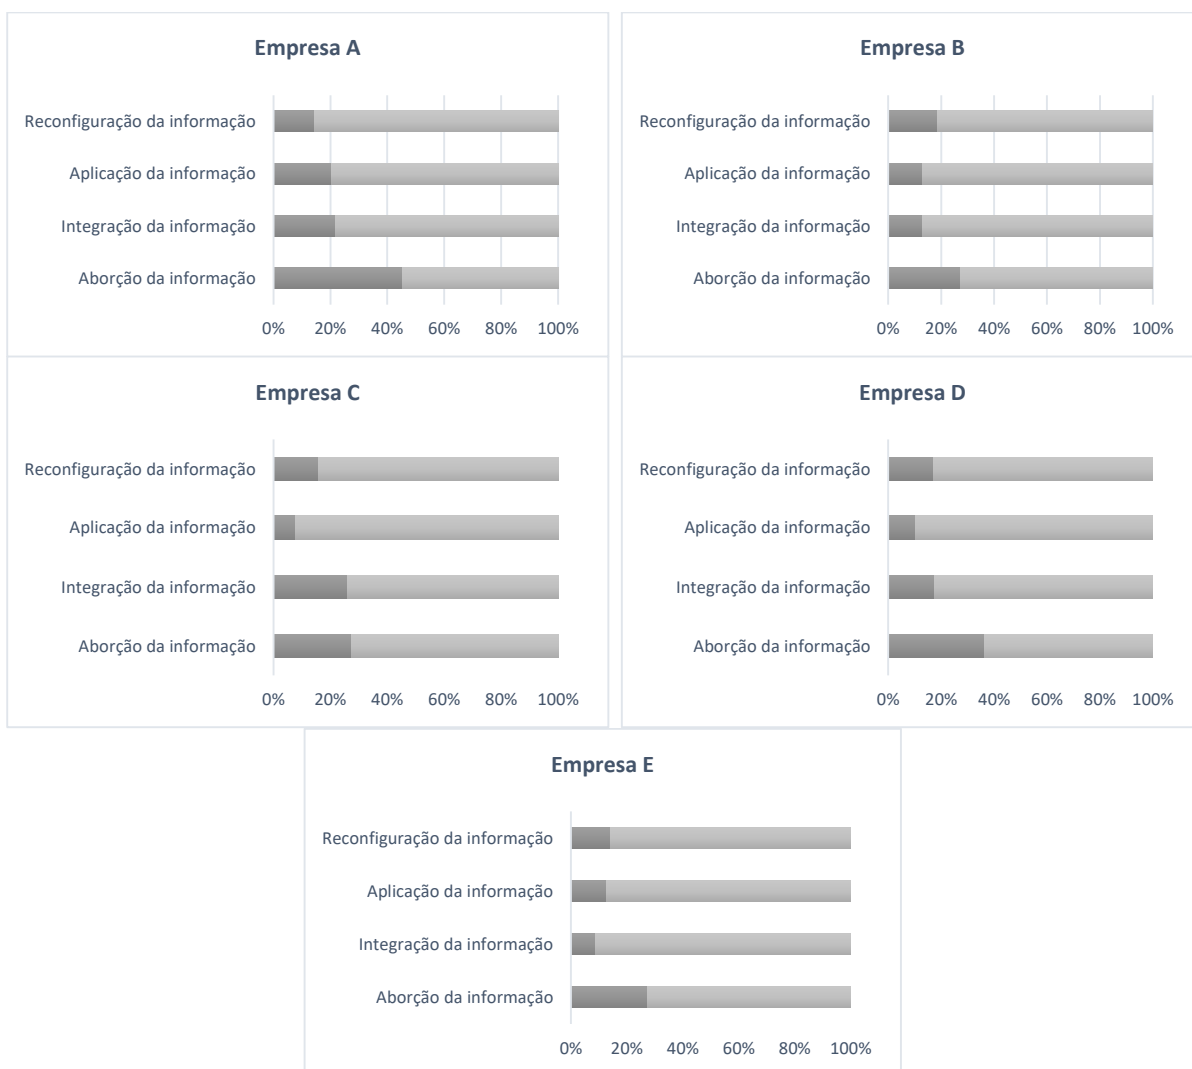 Empresa A
Reconfiguração da informação
Aplicação da informação
Integração da informação
Aborção da informação
0% 20% 40% 60% 80% 100%
Empresa B
Reconfiguração da informação
Aplicação da informação
Integração da informação
Aborção da informação
0% 20% 40% 60% 80% 100%
Empresa C
Reconfiguração da informação
Aplicação da informação
Integração da informação
Aborção da informação
0% 20% 40% 60% 80% 100%
Empresa D
Reconfiguração da informação
Aplicação da informação
Integração da informação
Aborção da informação
0% 20% 40% 60% 80% 100%
Empresa E
Reconfiguração da informação
Aplicação da informação
Integração da informação
Aborção da informação
0% 20% 40% 60% 80% 100%